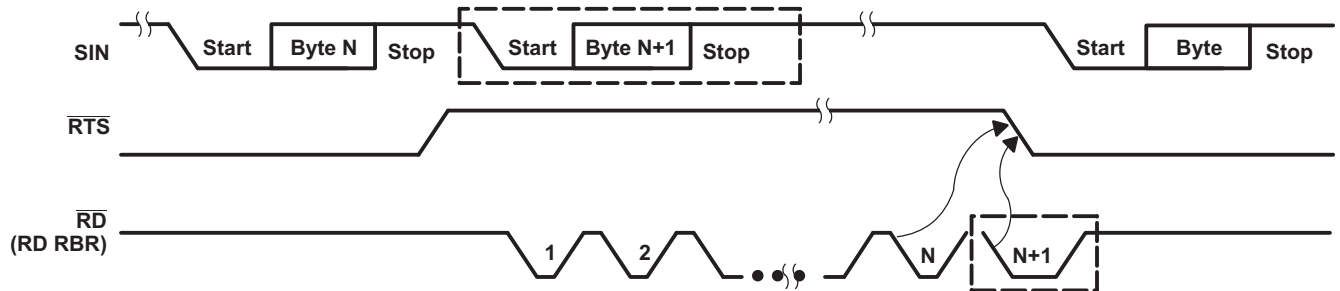 Start Byte N Stop Start Byte N+1 Stop Start Byte Stop
SIN
RTS
RD
(RD RBR)
1 2 N N+1